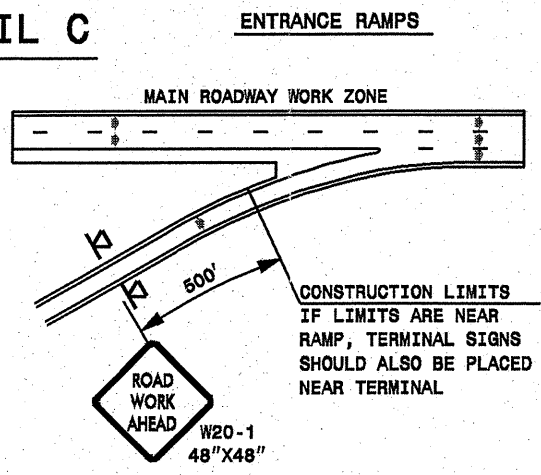 IL C
ENTRANCE RAMPS
MAIN ROADWAY WORK ZONE
500'
CONSTRUCTION LIMITS
IF LIMITS ARE NEAR
RAMP, TERMINAL SIGNS
SHOULD ALSO BE PLACED
NEAR TERMINAL
ROAD
WORK
AHEAD
W20-1
48"X48"